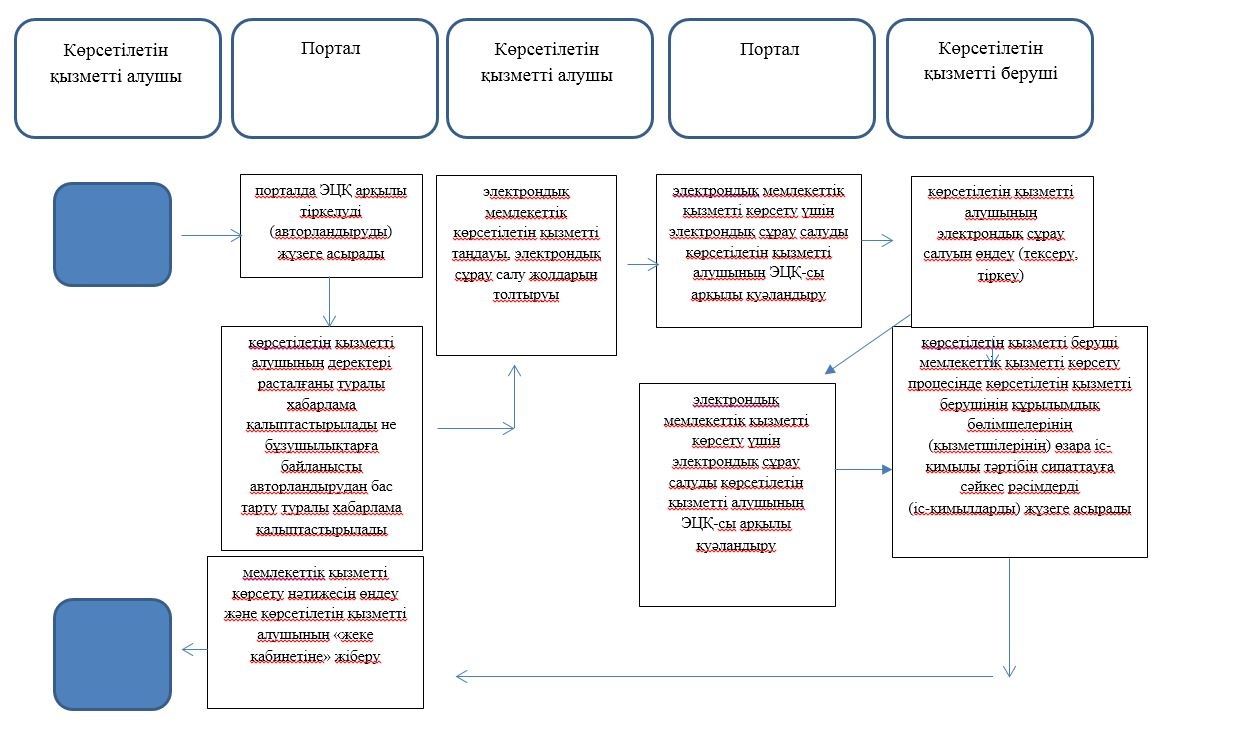 Көрсетілетін
қызметті алушы
Портал
Көрсетілетін
қызметті алушы
Портал
Көрсетілетін
қызметті беруші
порталда ЭЦҚ арқылы
тіркелуді
(авторландыруды)
жүзеге асырады
көрсетілетін қызметті
алушының деректері
расталғаны туралы
хабарлама
қалыптастырылады не
бұзушылықтарға
байланысты
авторландырудан бас
тарту туралы хабарлама
қалыптастырылады
электрондық
мемлекеттік
көрсетілетін қызметті
таңдауы, электрондық
сұрау салу жолдарын
толтыруы
электрондық мемлекеттік
қызметті көрсету үшін
электрондық сұрау салуды
көрсетілетін қызметті
алушының ЭЦҚ-сы
арқылы куәландыру
көрсетілетін қызметті
алушының
электрондық сұрау
салуын өңдеу (тексеру,
тіркеу)
электрондық
мемлекеттік қызметті
көрсету үшін
электрондық сұрау
салуды көрсетілетін
қызметті алушының
ЭЦҚ-сы арқылы
куәландыру
көрсетілетін қызметті беруші
мемлекеттік қызметті көрсету
процесінде көрсетілетін қызметті
берушінің құрылымдық
бөлімшелерінің
(қызметшілерінің) өзара іс-
қимылы тәртібін сипаттауға
сәйкес рәсімдерді
(іс-қимылдарды) жүзеге асырады
мемлекеттік қызметті
көрсету нәтижесін өңдеу
және көрсетілетін қызметті
алушының «жеке
кабинетіне» жіберу